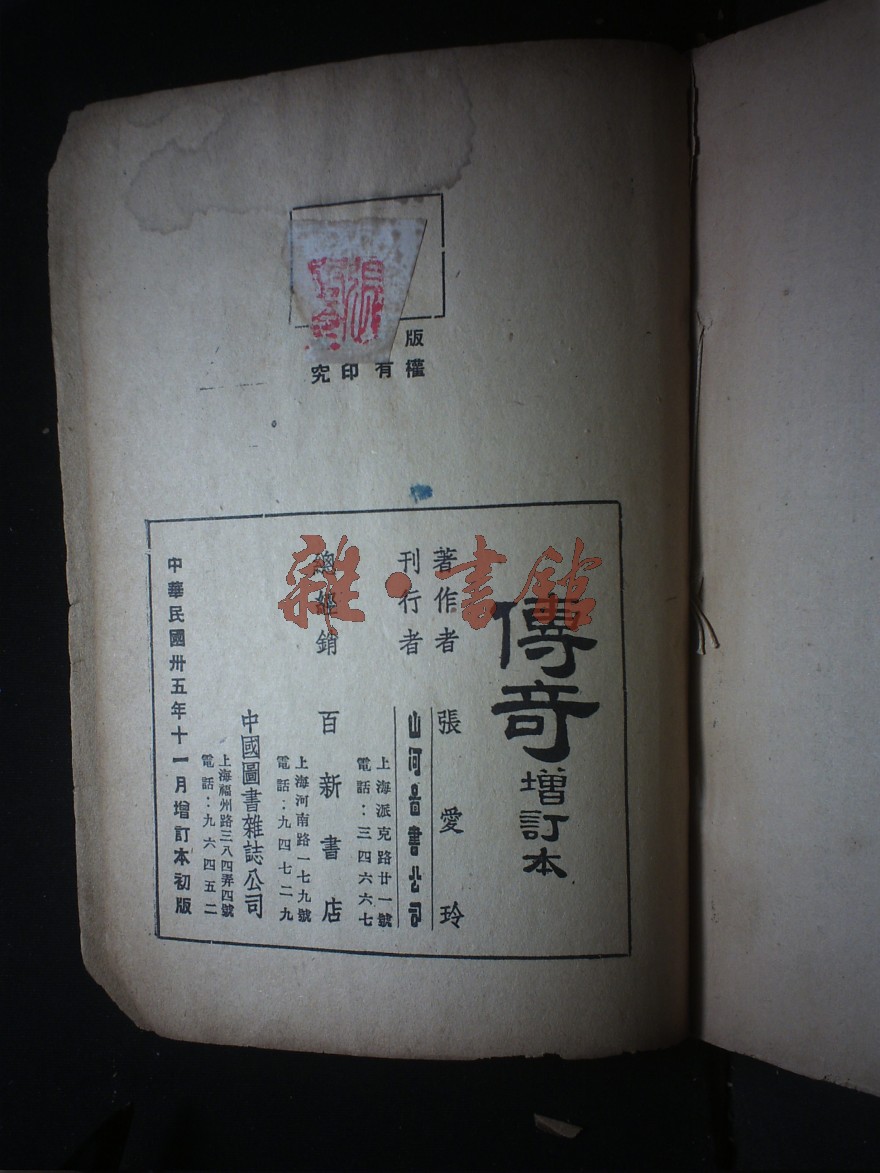 版權
有
印
究
雜·書館
傳奇增訂本
著作者 張愛玲
刊行者 山河圖書公司
上海派克路廿一號
電話：三四六六七
總經銷 百新書店
上海河南路一七九號
電話：九四七二九
中國圖書雜誌公司
上海福州路三八四弄四號
電話：九六四五二
中華民國卅五年十一月增訂本初版